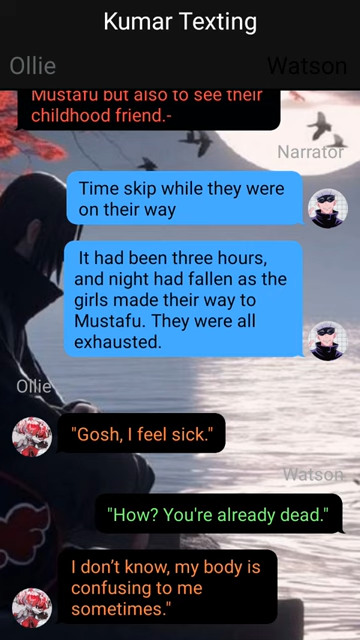 Kumar Texting
Ollie
Watson
Mustafu but also to see their
childhood friend.-
Narrator
Time skip while they were
on their way
It had been three hours,
and night had fallen as the
girls made their way to
Mustafu. They were all
exhausted.
Ollie
"Gosh, I feel sick."
Watson
"How? You're already dead."
I don't know, my body is
confusing to me
sometimes."